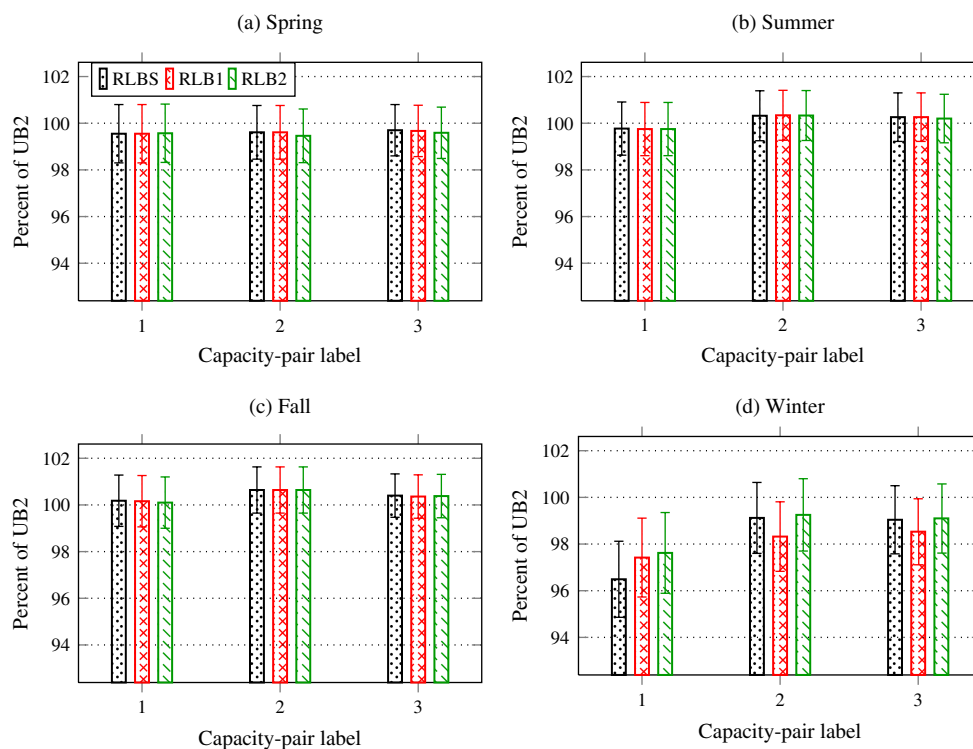 (a) Spring
102
100
98
96
94
Percent of UB2
RLBS RLB1 RLB2
1 2 3
Capacity-pair label
(b) Summer
102
100
98
96
94
Percent of UB2
1 2 3
Capacity-pair label
(c) Fall
102
100
98
96
94
Percent of UB2
1 2 3
Capacity-pair label
(d) Winter
102
100
98
96
94
Percent of UB2
1 2 3
Capacity-pair label